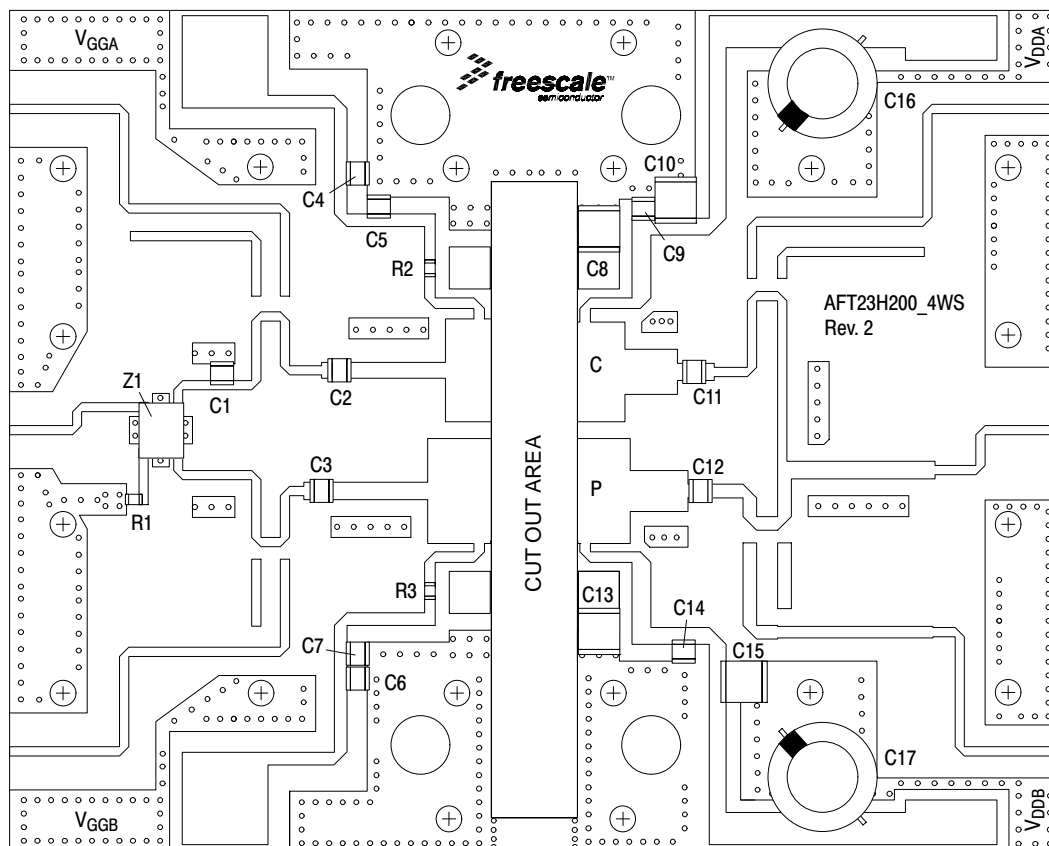 VGGA
VDDA
freescale™
semiconductor
C16
C10
C4
C5
C9
R2
C8
AFT23H200_4WS
Rev. 2
Z1
C1
C2
C
C11
C3
C12
P
R1
CUT OUT AREA
R3
C13
C14
C7
C15
C6
C17
VGGB
VDDB